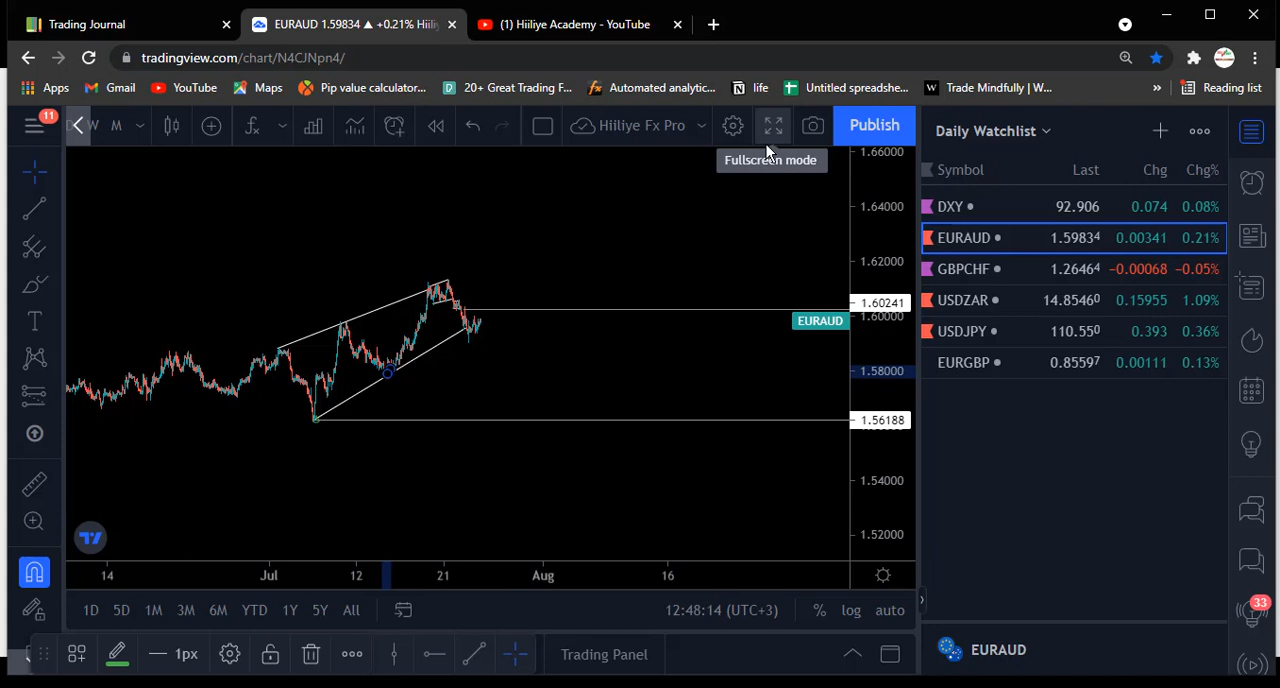 Trading Journal
EURAUD 1.59834 ▲ +0.21% Hiiliy
(1) Hiiliye Academy - YouTube
tradingview.com/chart/N4CJNpn4/
Apps
Gmail
YouTube
Maps
Pip value calculator...
20+ Great Trading F...
Automated analytic...
life
Untitled spreadshe...
Trade Mindfully | W...
»
Reading list
11
W
M
Hiiliye Fx Pro
Publish
Fullscreen mode
1.66000
1.64000
1.62000
1.60241
1.60000
EURAUD
1.58000
1.56188
1.54000
1.52000
14
Jul
12
21
Aug
16
1D 5D 1M 3M 6M YTD 1Y 5Y All
12:48:14 (UTC+3)
% log auto
1px
Trading Panel
Daily Watchlist
Symbol Last Chg Chg%
DXY 92.906 0.074 0.08%
EURAUD 1.59834 0.00341 0.21%
GBPCHF 1.26464 −0.00068 −0.05%
USDZAR 14.85460 0.15955 1.09%
USDJPY 110.550 0.393 0.36%
EURGBP 0.85597 0.00111 0.13%
33
EURAUD